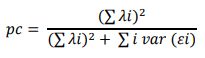 pc = (∑ λi)² / (∑ λi)² + ∑ i var (εi)